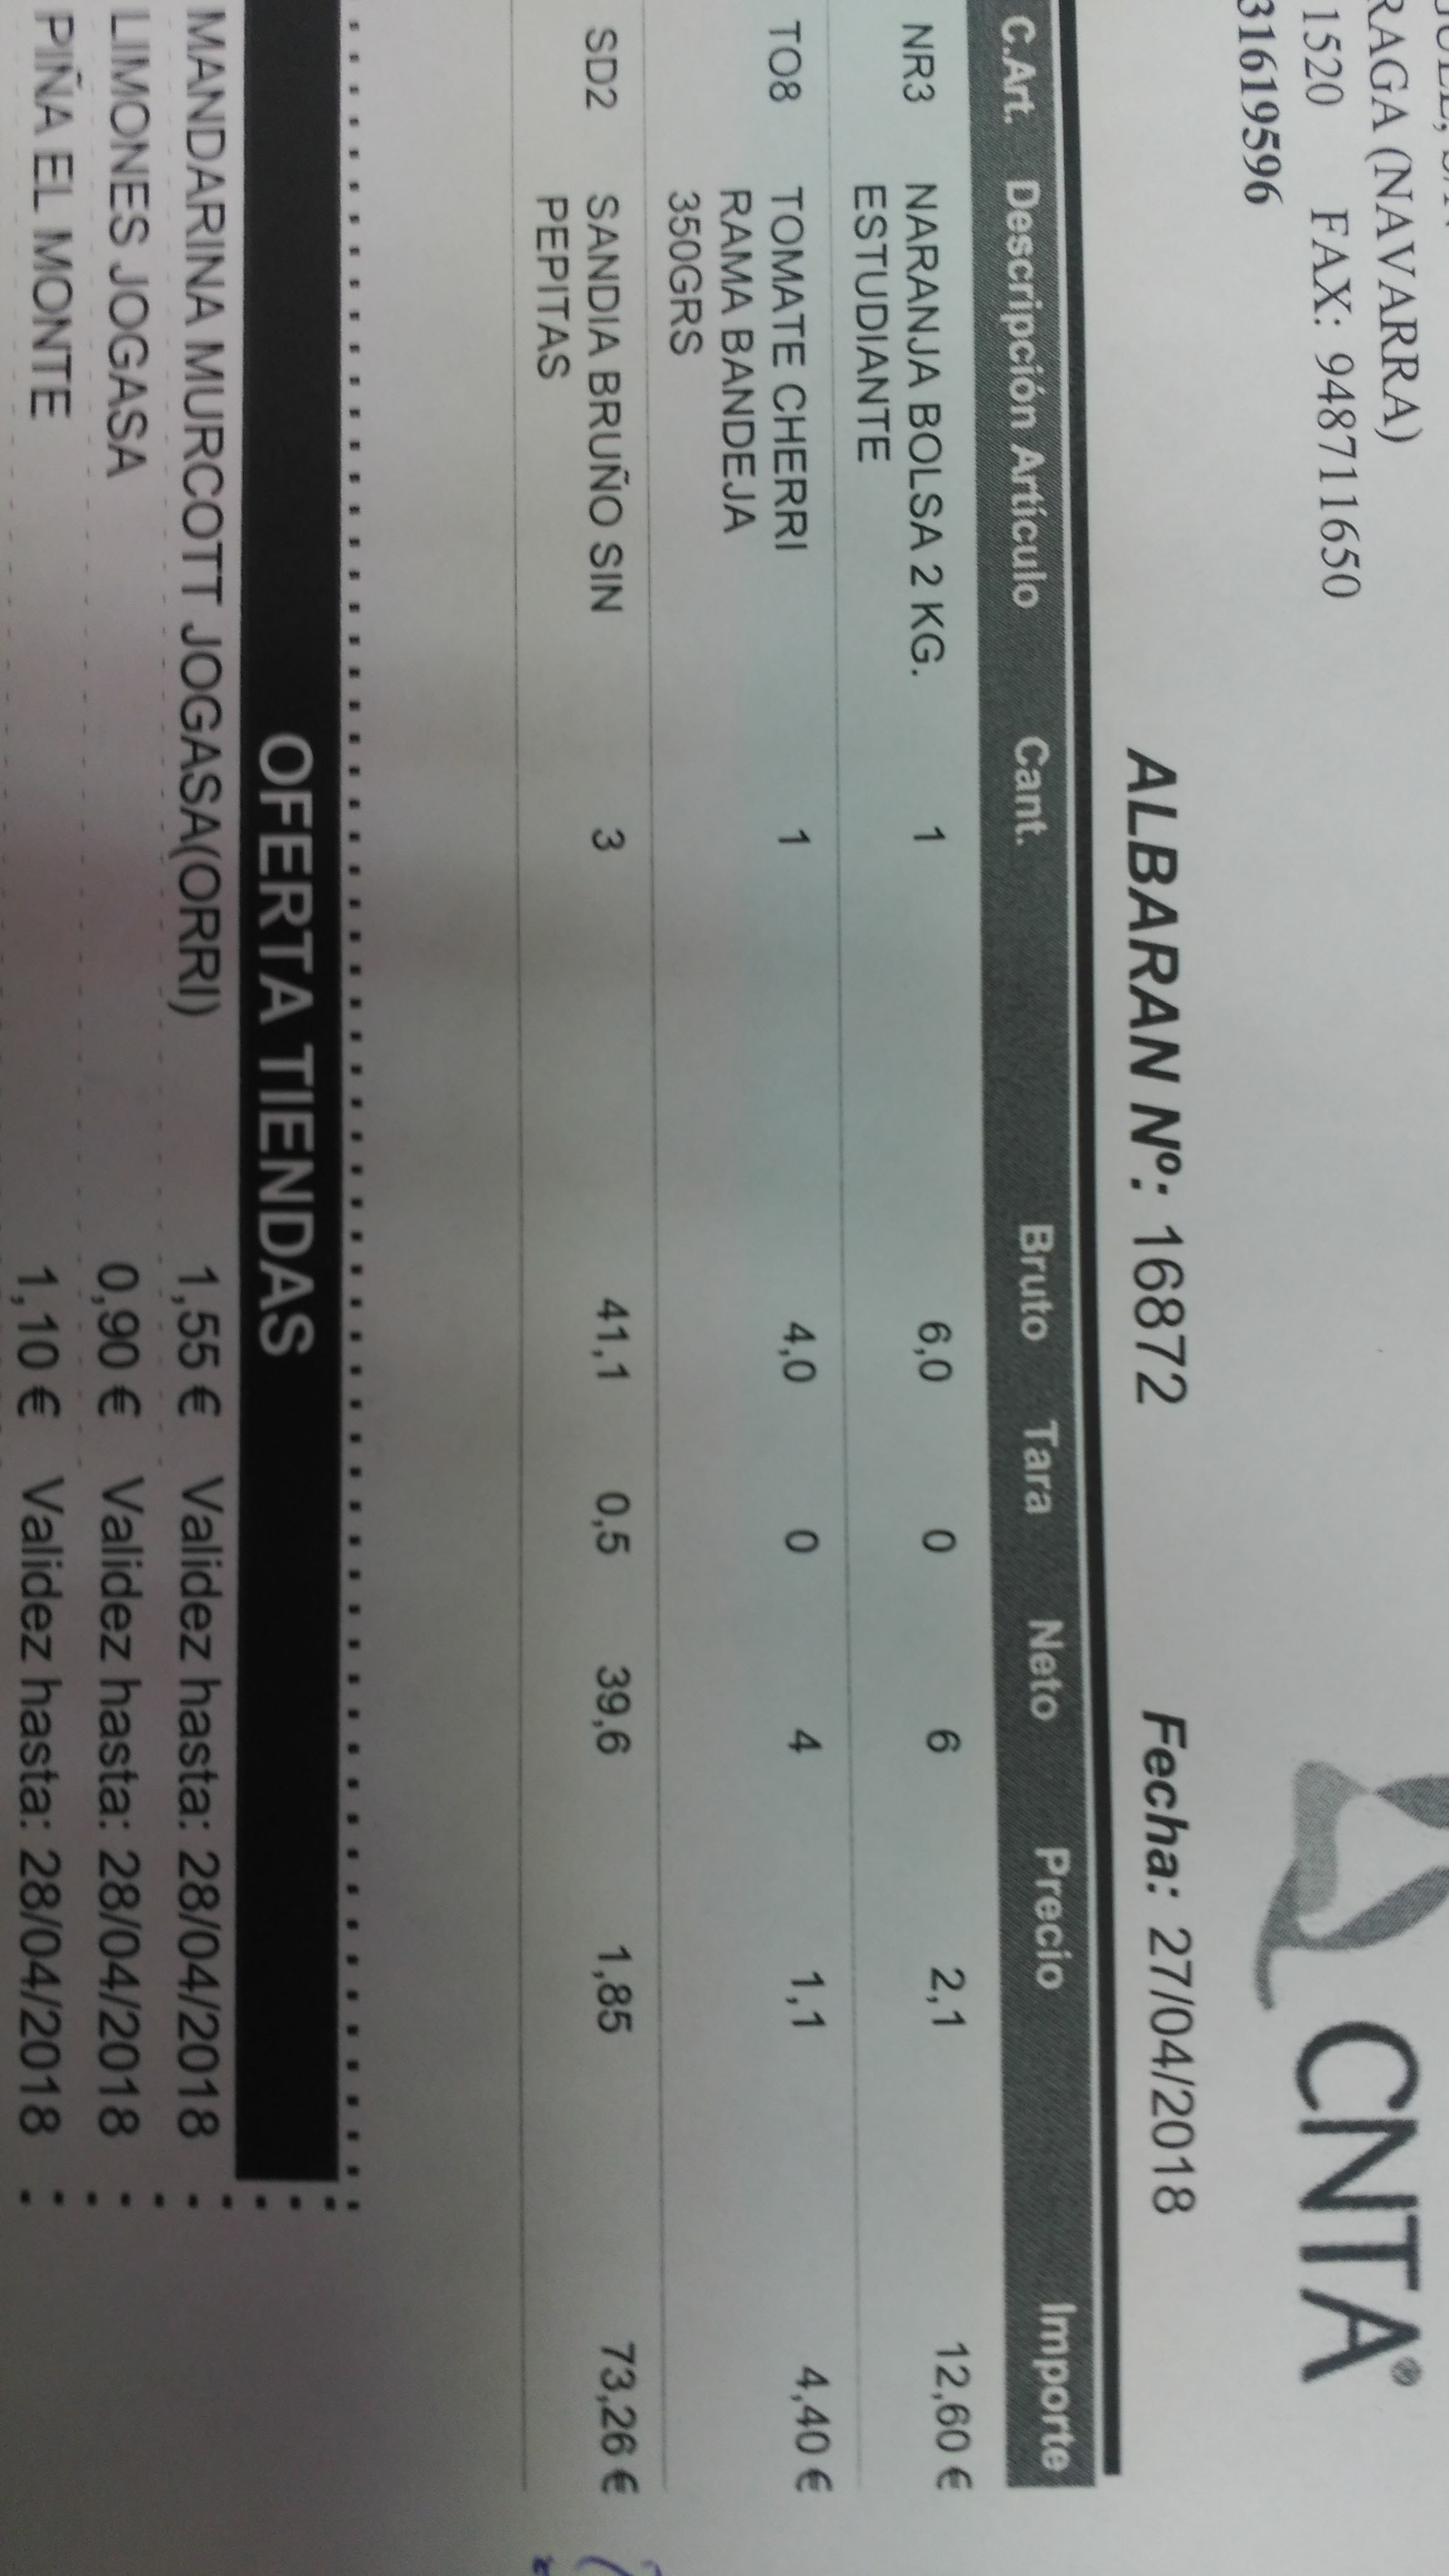 RAGA (NAVARRA)
1520 FAX: 948711650
31619596
CNTA®
ALBARAN Nº: 16872 Fecha: 27/04/2018
C.Art. Descripción Artículo Cant. Bruto Tara Neto Precio Importe
NR3 NARANJA BOLSA 2 KG. 1 6,0 0 6 2,1 12,60 €
ESTUDIANTE
TO8 TOMATE CHERRI 1 4,0 0 4 1,1 4,40 €
RAMA BANDEJA
350GRS
SD2 SANDIA BRUÑO SIN 3 41,1 0,5 39,6 1,85 73,26 €
PEPITAS
OFERTA TIENDAS
MANDARINA MURCOTT JOGASA(ORRI) 1,55 € Validez hasta: 28/04/2018
LIMONES JOGASA 0,90 € Validez hasta: 28/04/2018
PIÑA EL MONTE 1,10 € Validez hasta: 28/04/2018